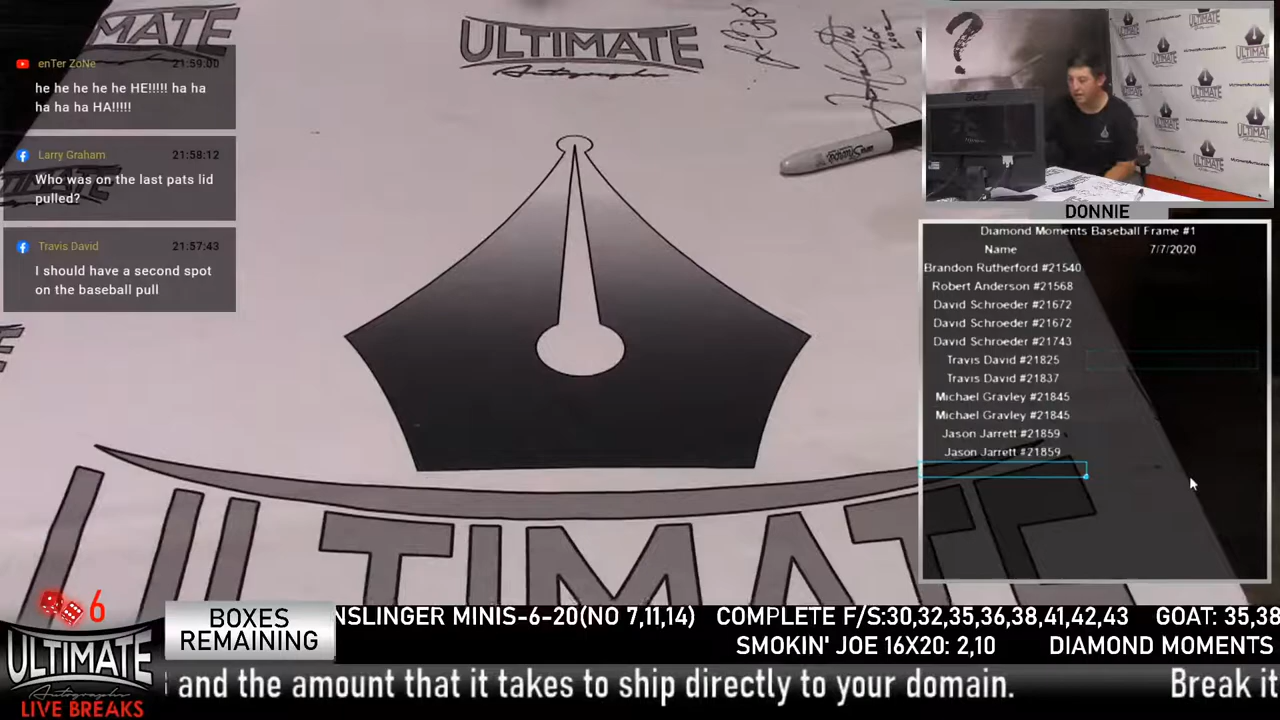 MATE
enTer ZoNe 21:59:00
he he he he he HE!!!!! ha ha
ha ha ha HA!!!!!
Larry Graham 21:58:12
Who was on the last pats lid
pulled?
Travis David 21:57:43
I should have a second spot
on the baseball pull
ULTIMATE
Autographs
Sharpie
DONNIE
Diamond Moments Baseball Frame #1
Name 7/7/2020
Brandon Rutherford #21540
Robert Anderson #21568
David Schroeder #21672
David Schroeder #21672
David Schroeder #21743
Travis David #21825
Travis David #21837
Michael Gravley #21845
Michael Gravley #21845
Jason Jarrett #21859
Jason Jarrett #21859
ULTIMATE
6
ULTIMATE
Autographs
LIVE BREAKS
BOXES
REMAINING
NSLINGER MINIS-6-20(NO 7,11,14) COMPLETE F/S:30,32,35,36,38,41,42,43 GOAT: 35,38
SMOKIN' JOE 16X20: 2,10 DIAMOND MOMENTS
and the amount that it takes to ship directly to your domain. Break it